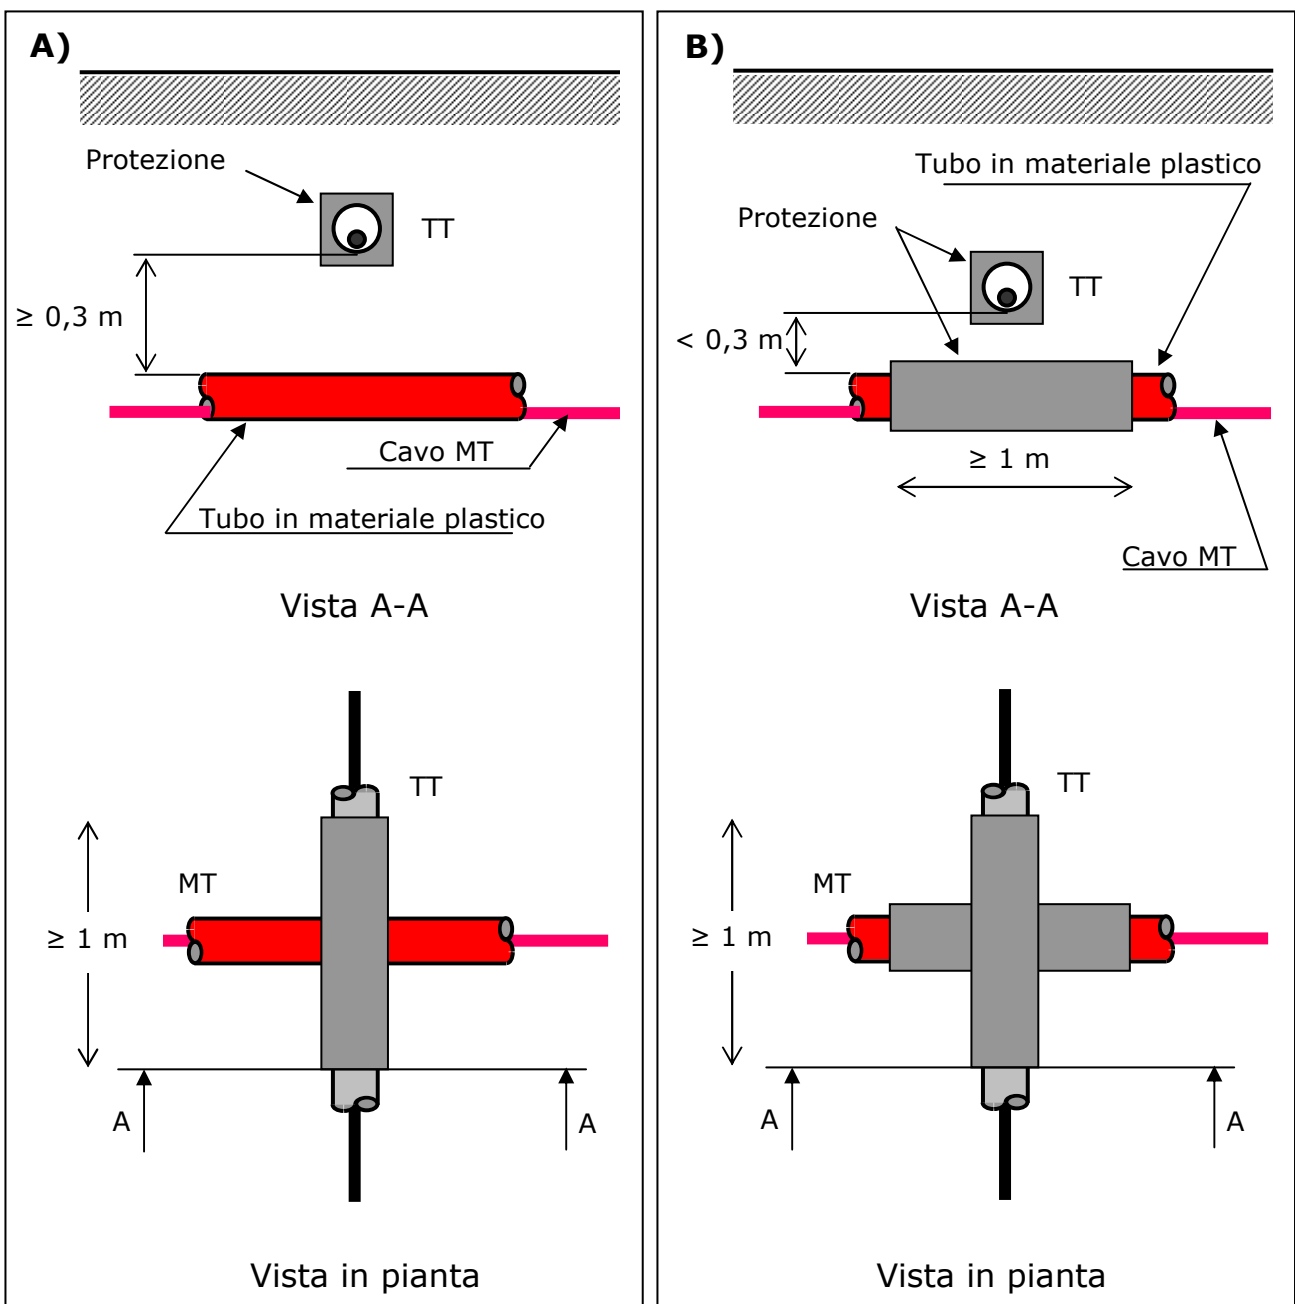 A)
Protezione
TT
≥ 0,3 m
Cavo MT
Tubo in materiale plastico
Vista A-A
TT
MT
≥ 1 m
A
A
Vista in pianta
B)
Tubo in materiale plastico
Protezione
TT
< 0,3 m
≥ 1 m
Cavo MT
Vista A-A
TT
MT
≥ 1 m
A
A
Vista in pianta